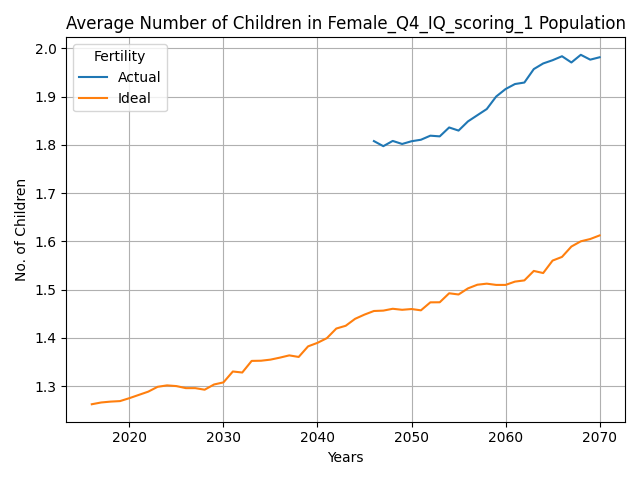 Average Number of Children in Female_Q4_IQ_scoring_1 Population
Fertility
Actual
Ideal
No. of Children
2.0
1.9
1.8
1.7
1.6
1.5
1.4
1.3
2020 2030 2040 2050 2060 2070
Years